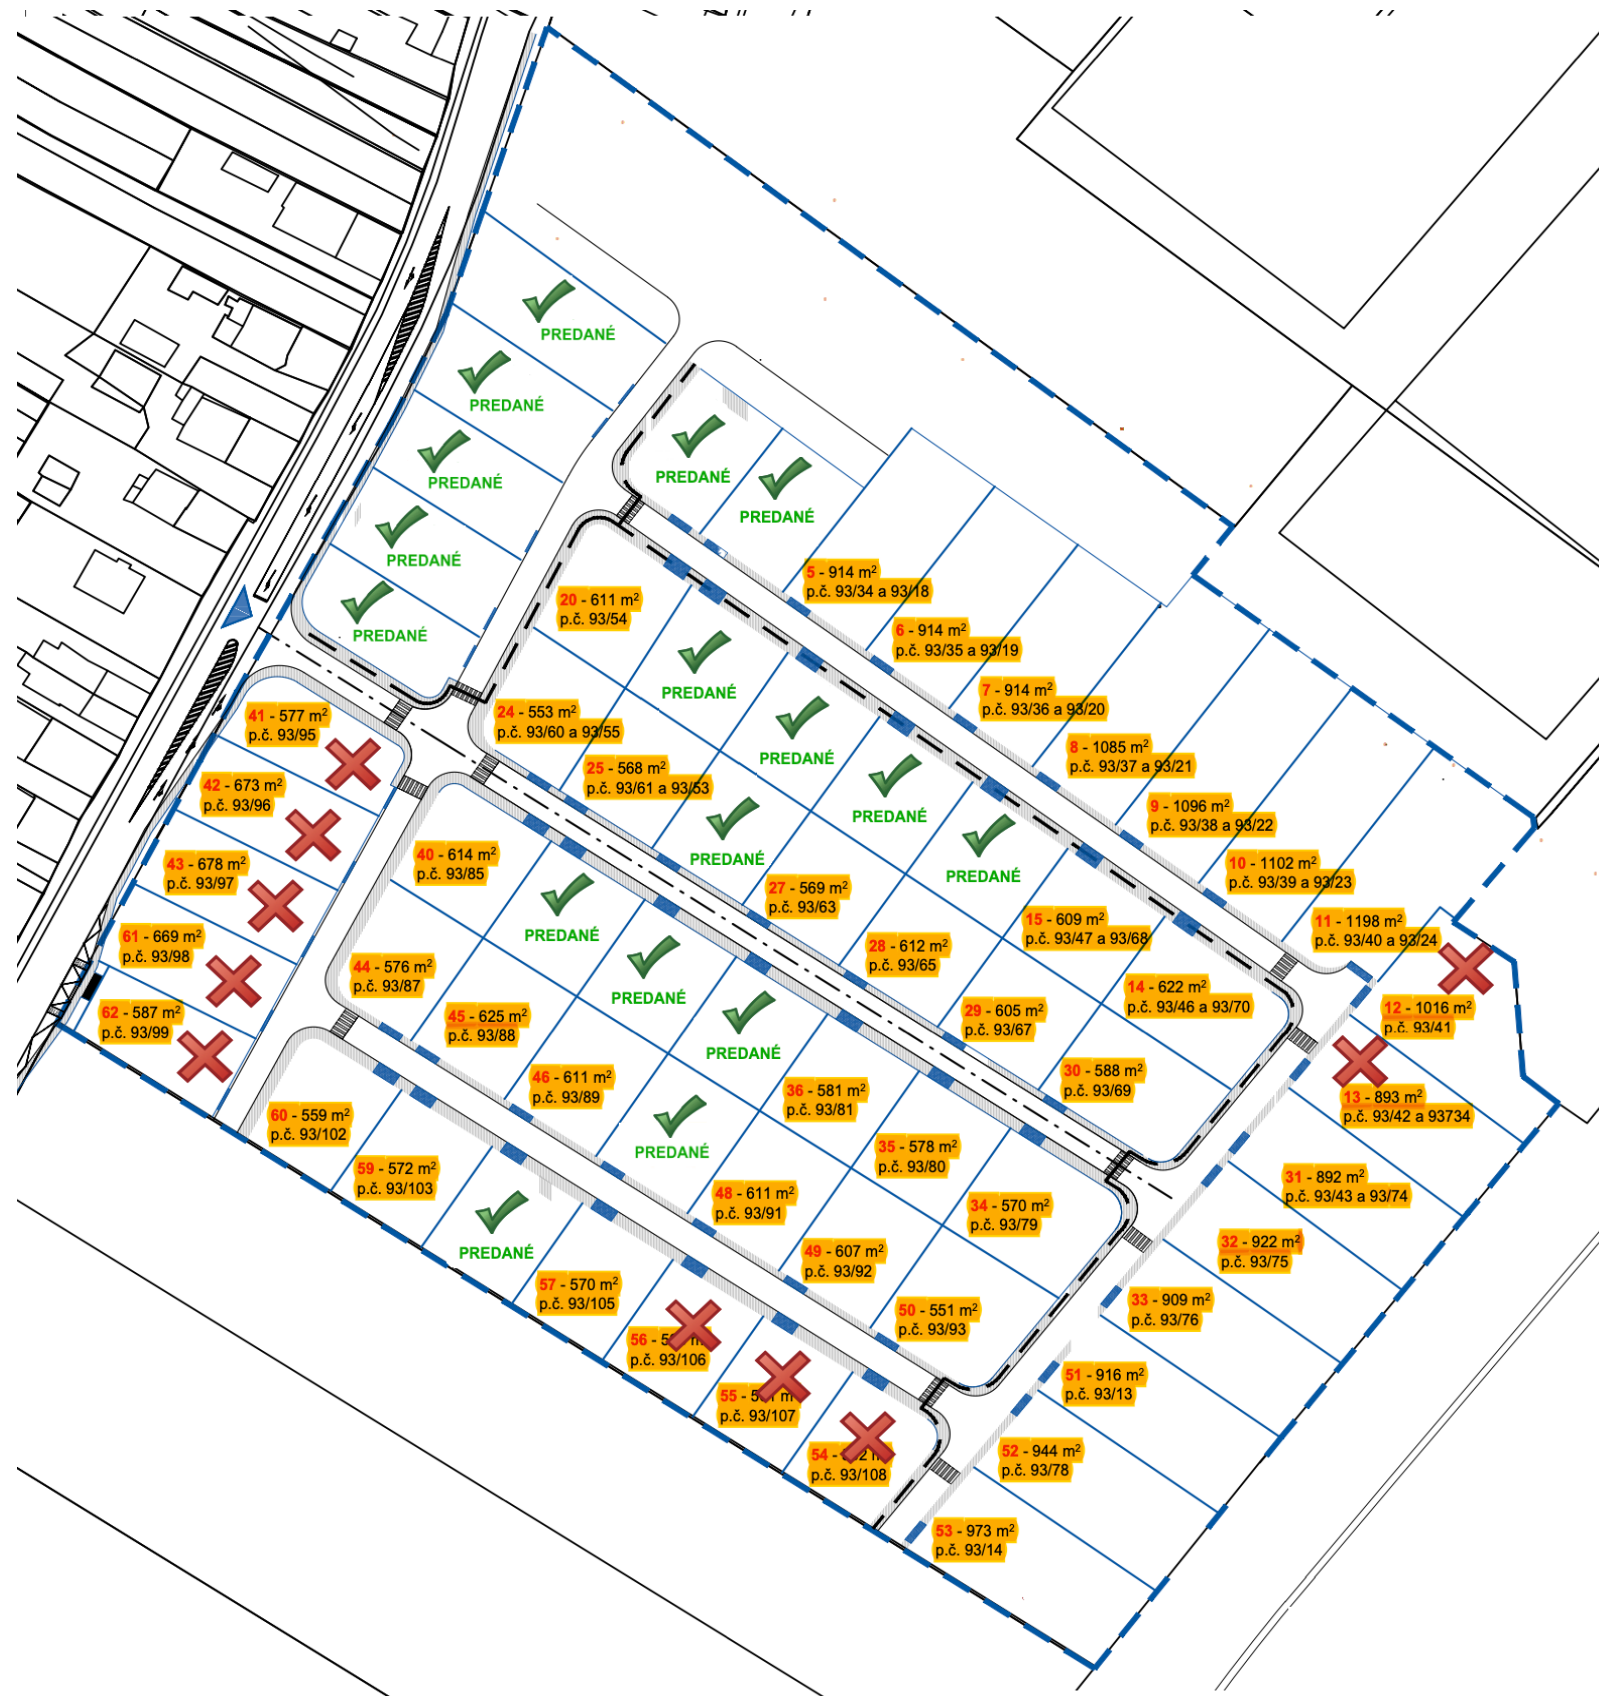 PREDANÉ
PREDANÉ
PREDANÉ
PREDANÉ
PREDANÉ
PREDANÉ
PREDANÉ
5 - 914 m²
p.č. 93/34 a 93/18
6 - 914 m²
p.č. 93/35 a 93/19
7 - 914 m²
p.č. 93/36 a 93/20
8 - 1085 m²
p.č. 93/37 a 93/21
9 - 1096 m²
p.č. 93/38 a 93/22
10 - 1102 m²
p.č. 93/39 a 93/23
11 - 1198 m²
p.č. 93/40 a 93/24
12 - 1016 m²
p.č. 93/41
13 - 893 m²
p.č. 93/42 a 93734
20 - 611 m²
p.č. 93/54
PREDANÉ
PREDANÉ
PREDANÉ
PREDANÉ
15 - 609 m²
p.č. 93/47 a 93/68
14 - 622 m²
p.č. 93/46 a 93/70
24 - 553 m²
p.č. 93/60 a 93/55
25 - 568 m²
p.č. 93/61 a 93/53
PREDANÉ
27 - 569 m²
p.č. 93/63
28 - 612 m²
p.č. 93/65
29 - 605 m²
p.č. 93/67
30 - 588 m²
p.č. 93/69
31 - 892 m²
p.č. 93/43 a 93/74
32 - 922 m²
p.č. 93/75
33 - 909 m²
p.č. 93/76
41 - 577 m²
p.č. 93/95
42 - 673 m²
p.č. 93/96
43 - 678 m²
p.č. 93/97
61 - 669 m²
p.č. 93/98
62 - 587 m²
p.č. 93/99
40 - 614 m²
p.č. 93/85
PREDANÉ
PREDANÉ
PREDANÉ
36 - 581 m²
p.č. 93/81
35 - 578 m²
p.č. 93/80
34 - 570 m²
p.č. 93/79
44 - 576 m²
p.č. 93/87
45 - 625 m²
p.č. 93/88
46 - 611 m²
p.č. 93/89
PREDANÉ
48 - 611 m²
p.č. 93/91
49 - 607 m²
p.č. 93/92
50 - 551 m²
p.č. 93/93
51 - 916 m²
p.č. 93/13
52 - 944 m²
p.č. 93/78
53 - 973 m²
p.č. 93/14
60 - 559 m²
p.č. 93/102
59 - 572 m²
p.č. 93/103
PREDANÉ
57 - 570 m²
p.č. 93/105
56 -
p.č. 93/106
55 -
p.č. 93/107
54 -
p.č. 93/108